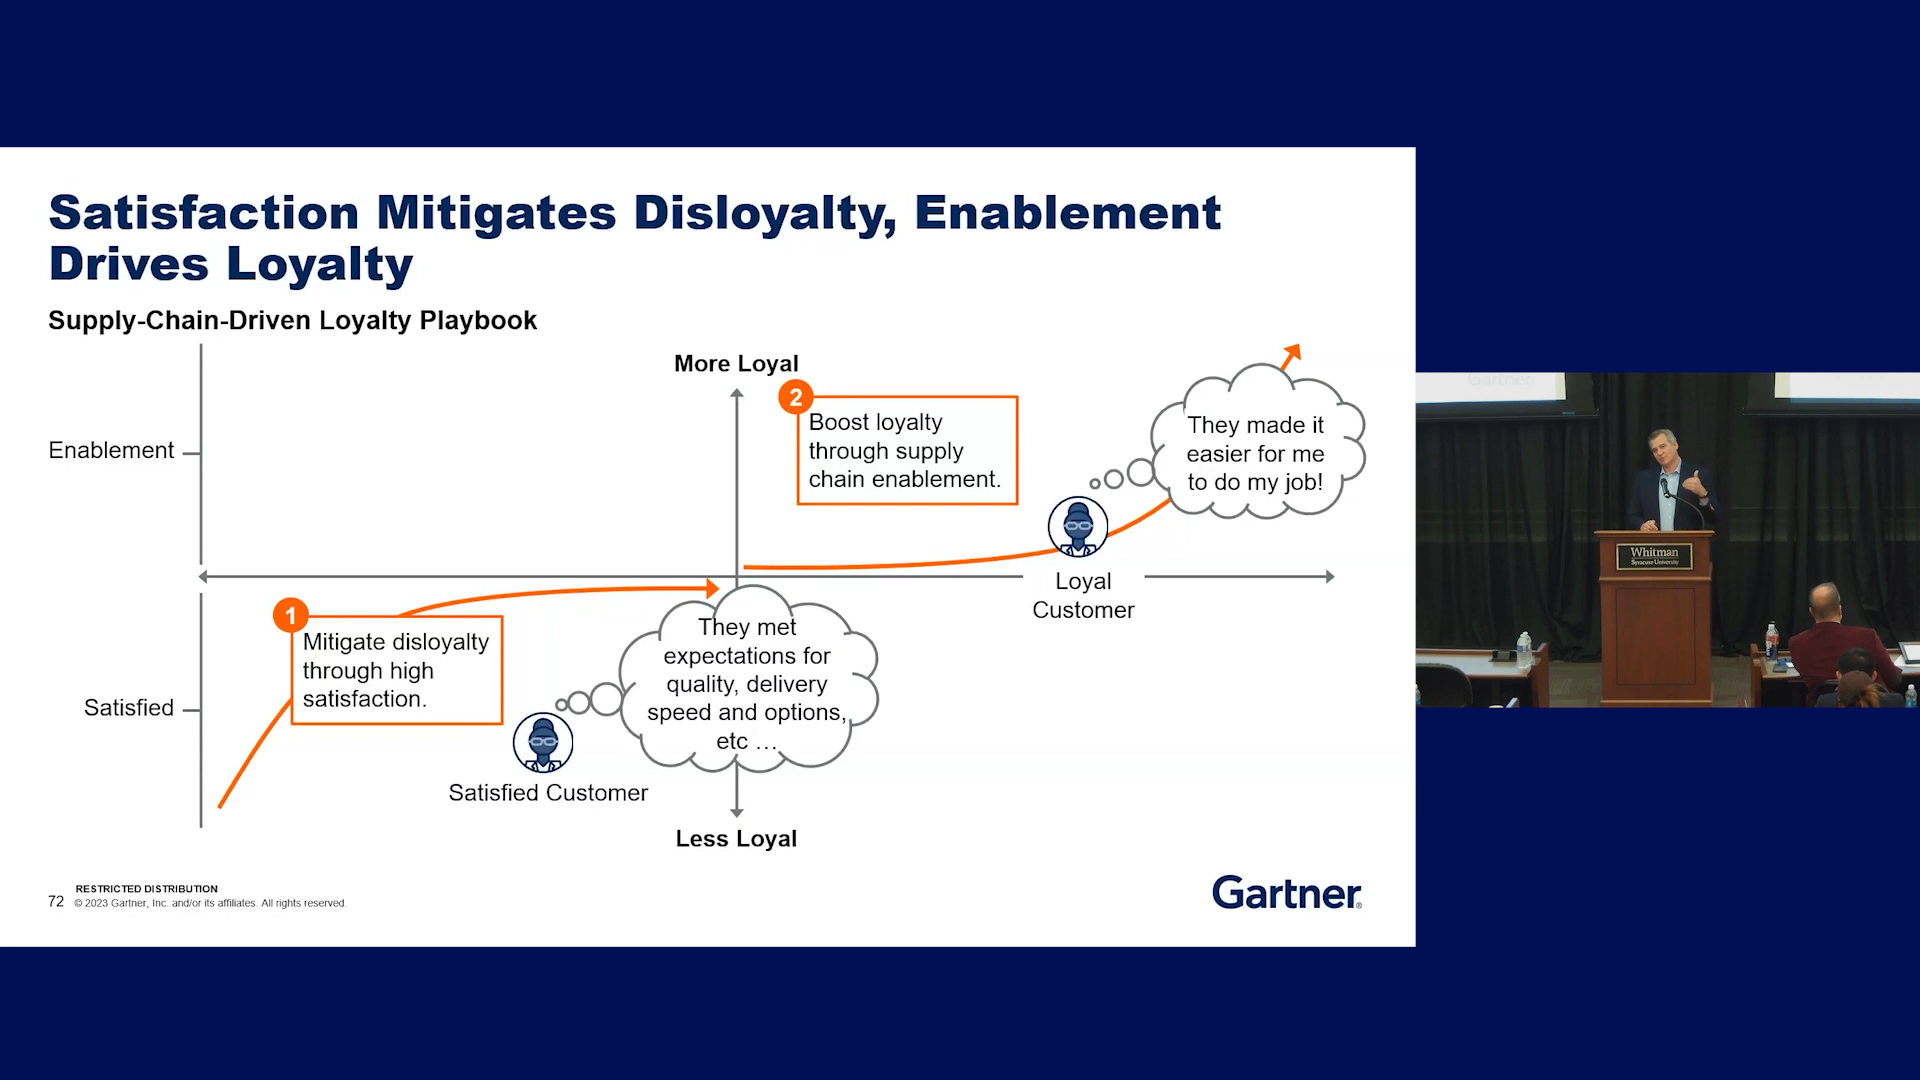 Satisfaction Mitigates Disloyalty, Enablement
Drives Loyalty
Supply-Chain-Driven Loyalty Playbook
More Loyal
Enablement
2
Boost loyalty
through supply
chain enablement.
They made it
easier for me
to do my job!
Loyal
Customer
1
Mitigate disloyalty
through high
satisfaction.
Satisfied
They met
expectations for
quality, delivery
speed and options,
etc ...
Satisfied Customer
Less Loyal
RESTRICTED DISTRIBUTION
72 © 2023 Gartner, Inc. and/or its affiliates. All rights reserved.
Gartner®
Gartner
Whitman
Syracuse University